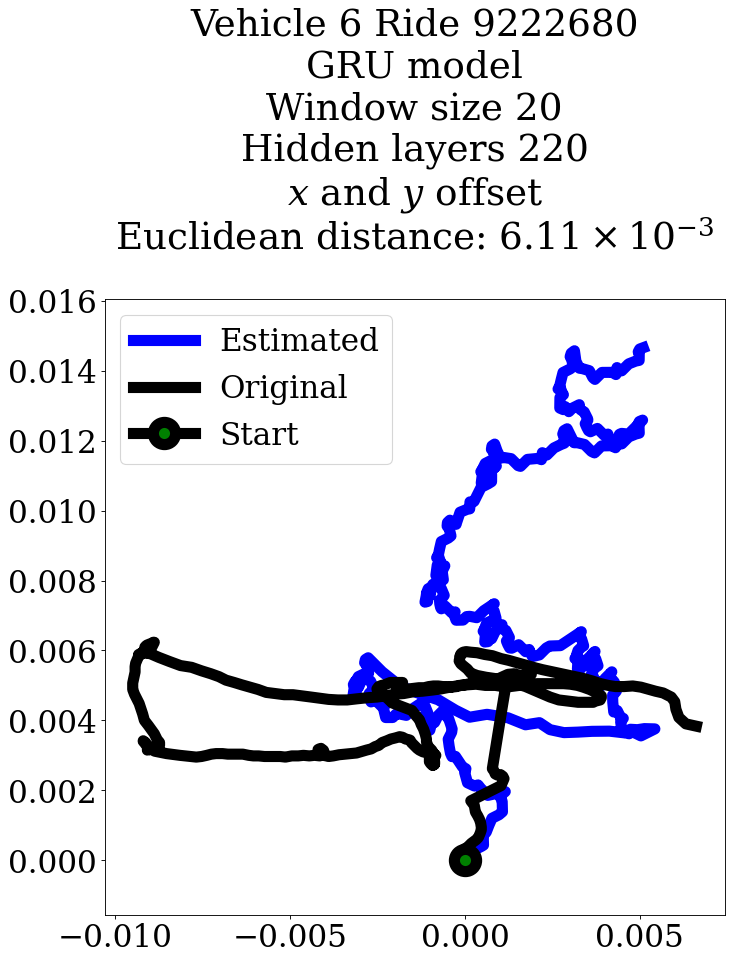 Vehicle 6 Ride 9222680
GRU model
Window size 20
Hidden layers 220
x and y offset
Euclidean distance: 6.11 × 10⁻³
0.016
0.014
0.012
0.010
0.008
0.006
0.004
0.002
0.000
Estimated
Original
Start
−0.010 −0.005 0.000 0.005